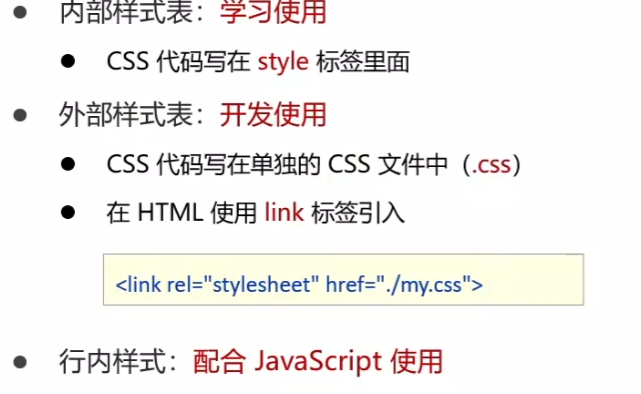 内部样式表：学习使用
CSS 代码写在 style 标签里面
外部样式表：开发使用
CSS 代码写在单独的 CSS 文件中（.css）
在 HTML 使用 link 标签引入
<link rel="stylesheet" href="./my.css">
行内样式：配合 JavaScript 使用